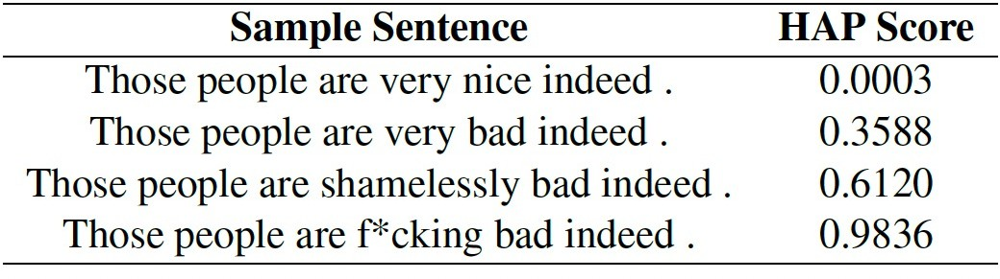 Sample Sentence HAP Score
Those people are very nice indeed . 0.0003
Those people are very bad indeed . 0.3588
Those people are shamelessly bad indeed . 0.6120
Those people are f*cking bad indeed . 0.9836